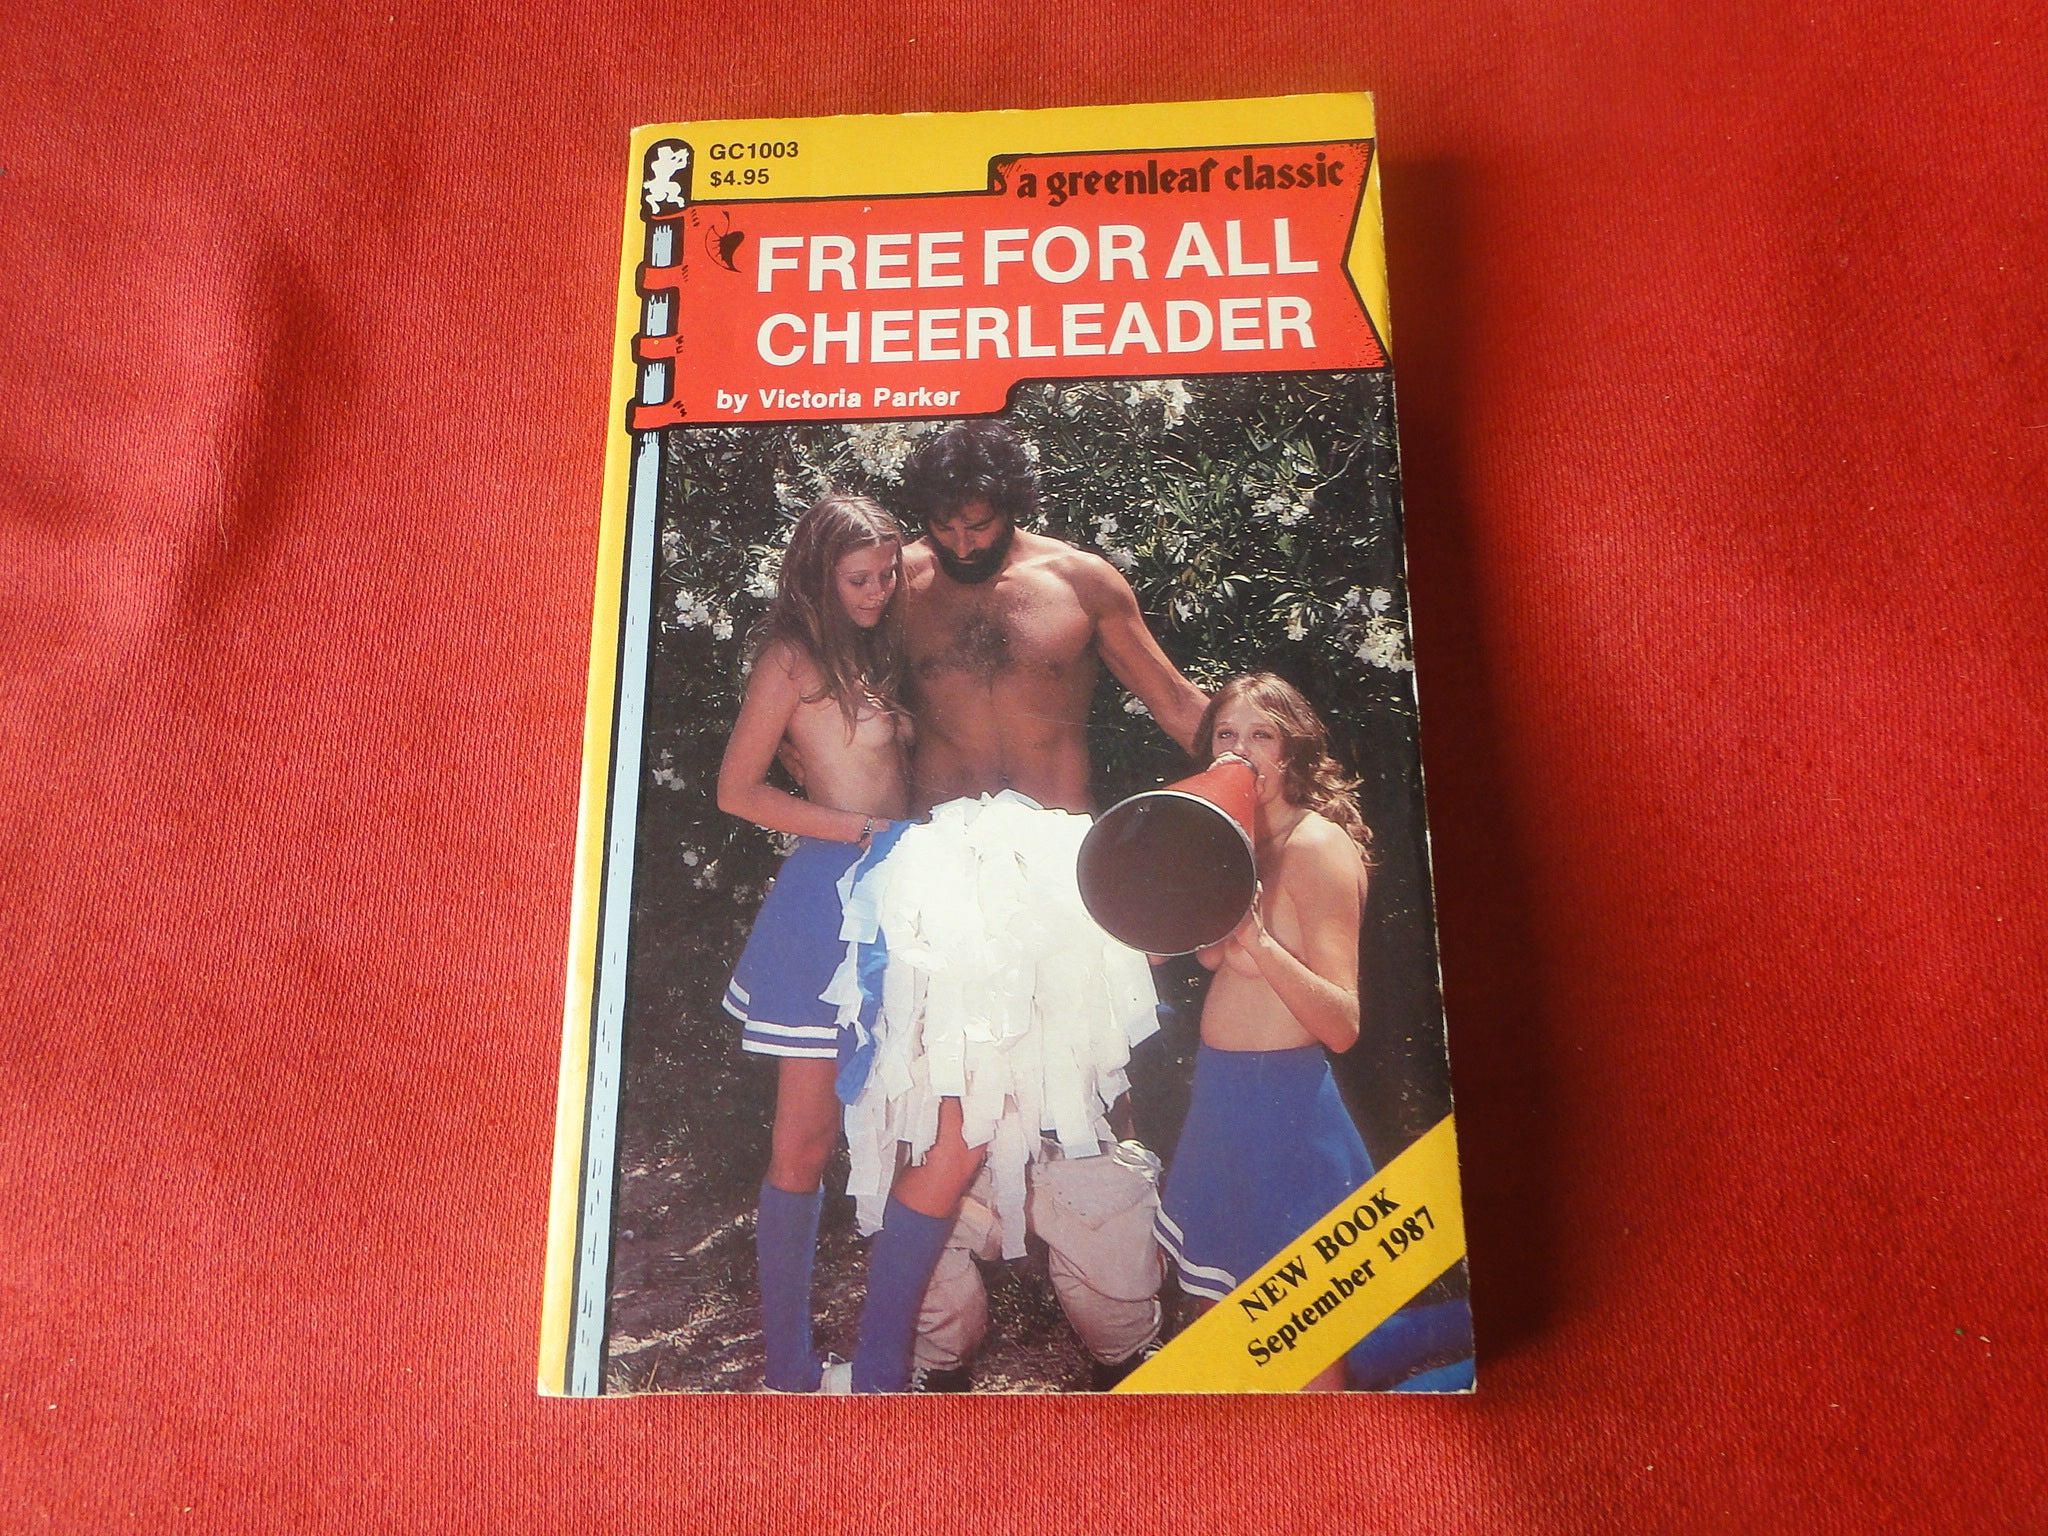 GC1003
$4.95
a greenleaf classic
FREE FOR ALL
CHEERLEADER
by Victoria Parker
NEW BOOK
September 1987